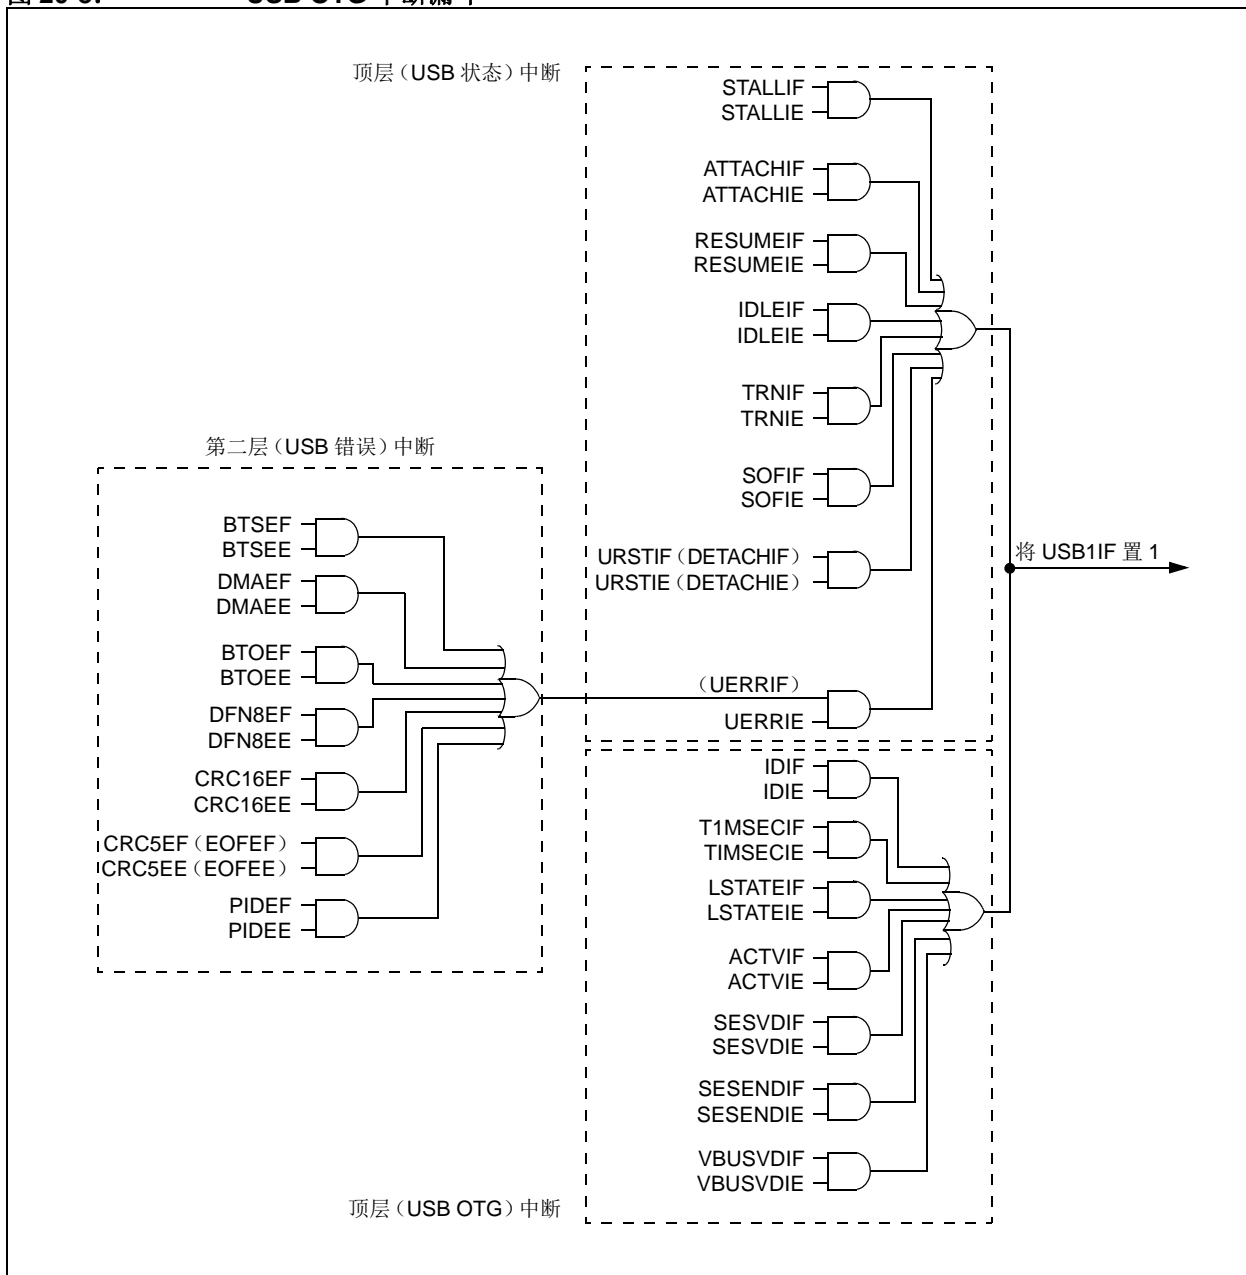 USB OTG
顶层（USB 状态）中断
STALLIF
STALLIE
ATTACHIF
ATTACHIE
RESUMEIF
RESUMEIE
IDLEIF
IDLEIE
TRNIF
TRNIE
SOFIF
SOFIE
URSTIF（DETACHIF）
URSTIE（DETACHIE）
（UERRIF）
UERRIE
第二层（USB 错误）中断
BTSEF
BTSEE
DMAEF
DMAEE
BTOEF
BTOEE
DFN8EF
DFN8EE
CRC16EF
CRC16EE
CRC5EF（EOFEF）
CRC5EE（EOFEE）
PIDEF
PIDEE
将 USB1IF 置 1
IDIF
IDIE
T1MSECIF
TIMSECIE
LSTATEIF
LSTATEIE
ACTVIF
ACTVIE
SESVDIF
SESVDIE
SESENDIF
SESENDIE
VBUSVDIF
VBUSVDIE
顶层（USB OTG）中断